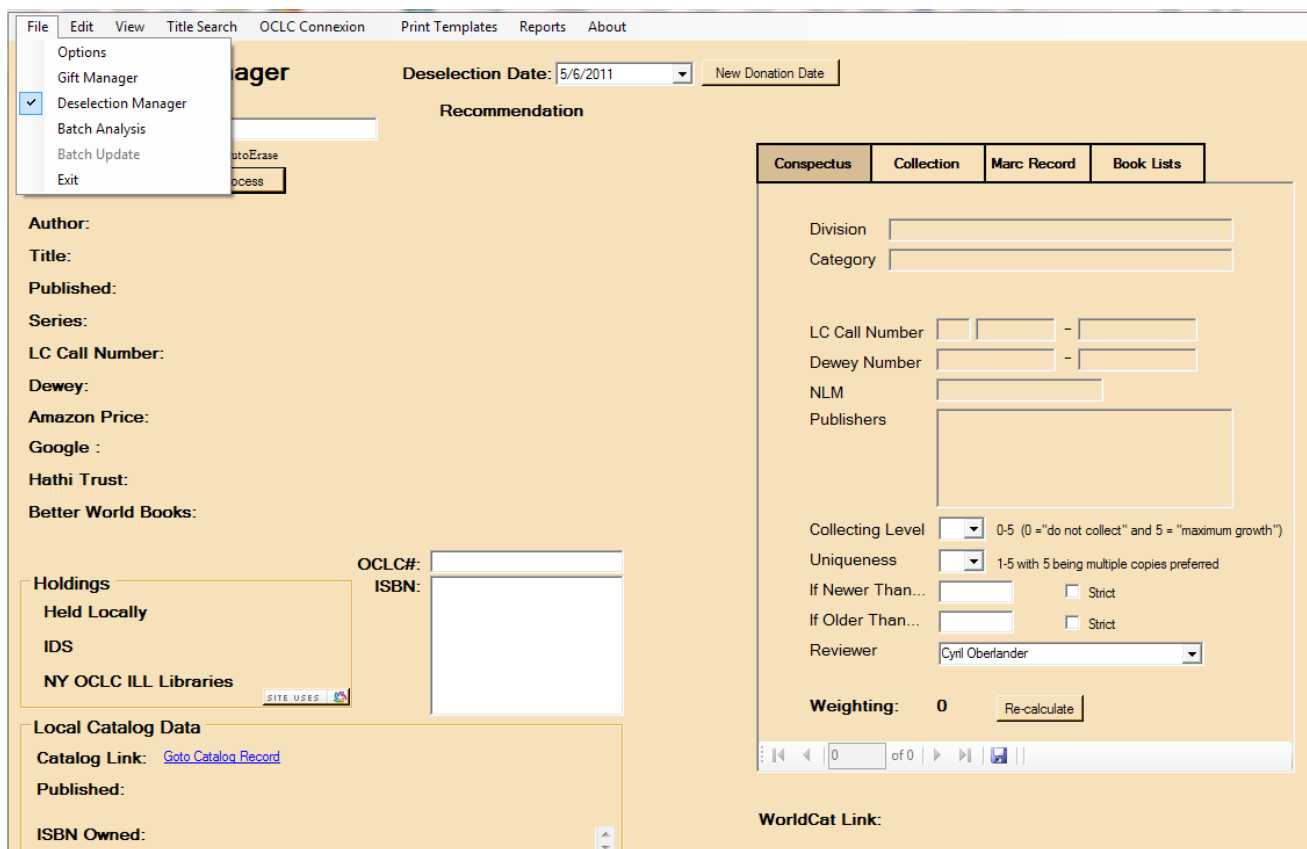 File Edit View Title Search OCLC Connexion Print Templates Reports About
Options
Gift Manager
Deselection Manager
Batch Analysis
Batch Update
Exit
ager
Deselection Date: 5/6/2011 New Donation Date
Recommendation
utoErase
ocess
Author:
Title:
Published:
Series:
LC Call Number:
Dewey:
Amazon Price:
Google :
Hathi Trust:
Better World Books:
OCLC#:
ISBN:
Holdings
Held Locally
IDS
NY OCLC ILL Libraries
SITE USES
Local Catalog Data
Catalog Link: Goto Catalog Record
Published:
ISBN Owned:
Conspectus Collection Marc Record Book Lists
Division
Category
LC Call Number -
Dewey Number -
NLM
Publishers
Collecting Level 0-5 (0 ="do not collect" and 5 = "maximum growth")
Uniqueness 1-5 with 5 being multiple copies preferred
If Newer Than... Strict
If Older Than... Strict
Reviewer Cyril Oberlander
Weighting: 0 Re-calculate
0 of 0
WorldCat Link: